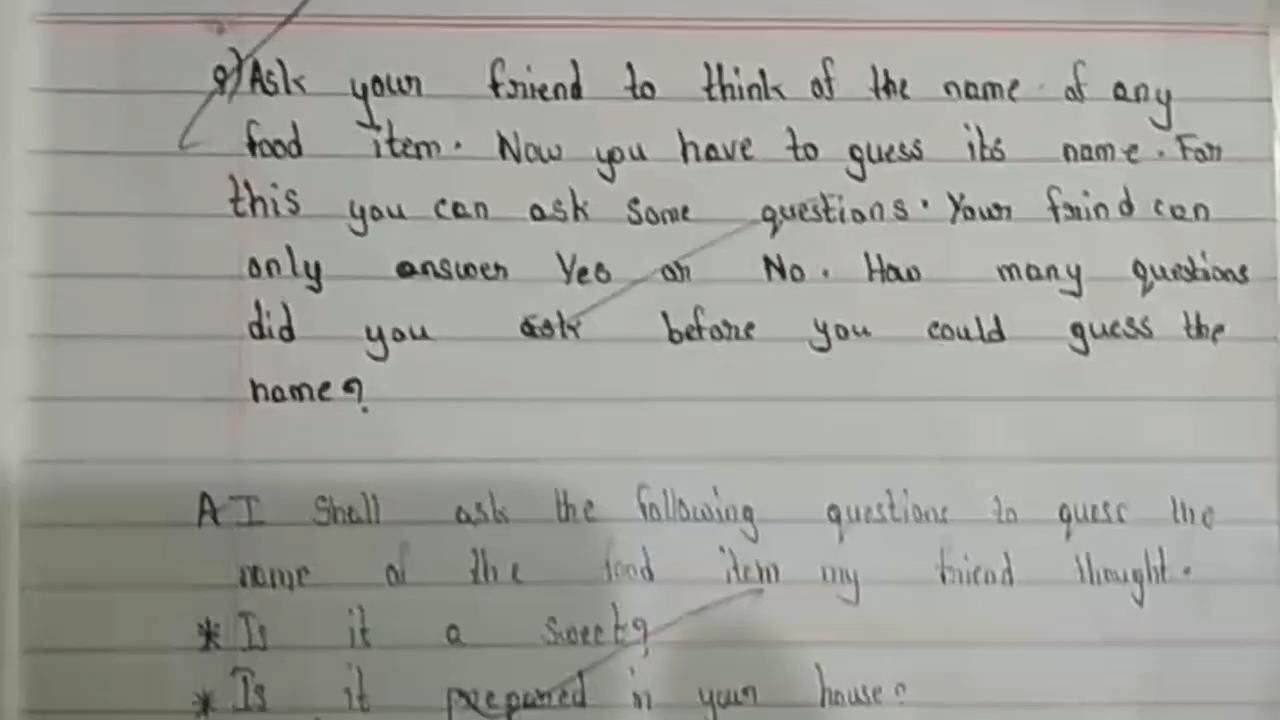 Q) Ask your friend to think of the name of any
food item. Now you have to guess its name. For
this you can ask some questions. Your frind can
only answer Yes or No. How many questions
did you ask before you could guess the
name?
A I shall ask the following questions to guess the
name of the food item my friend thought.
* Is it a sweet?
* Is it prepared in your house?